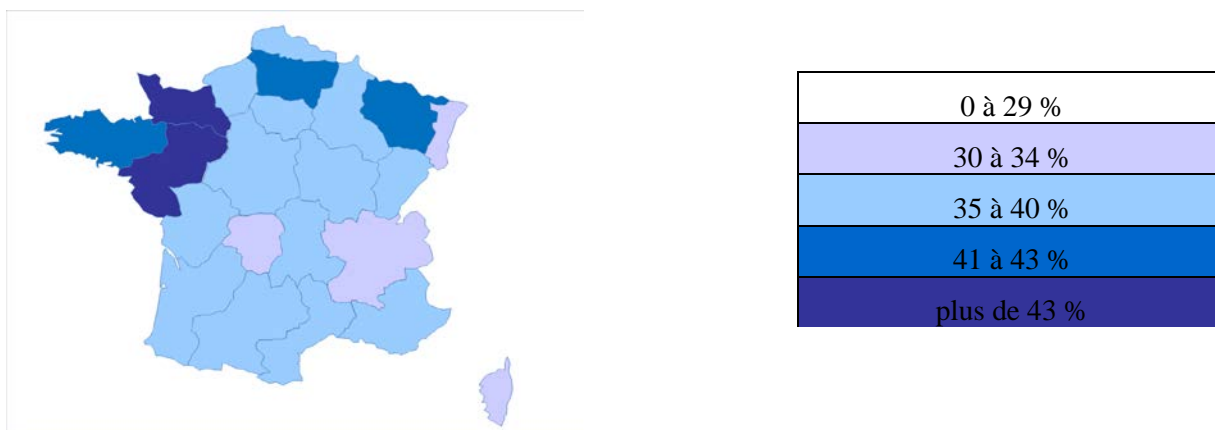 0 à 29 %
30 à 34 %
35 à 40 %
41 à 43 %
plus de 43 %